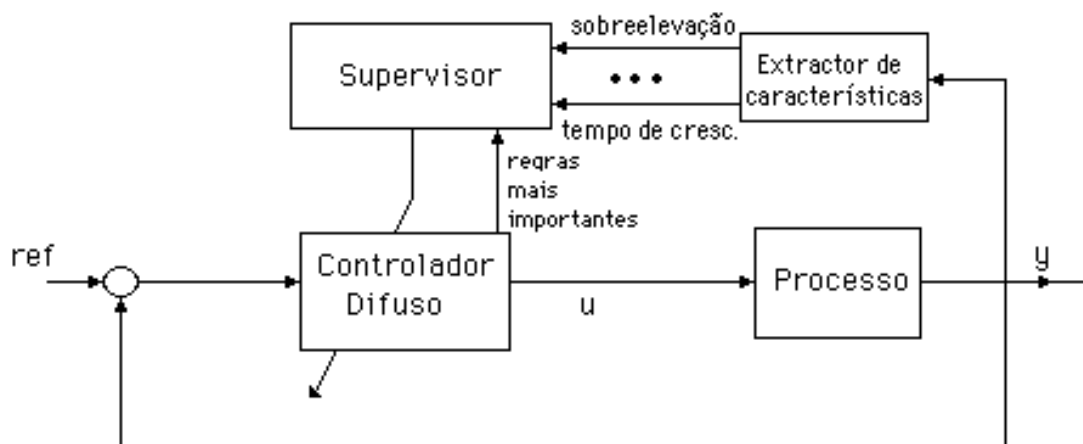 sobreelevação
Supervisor
• • •
Extractor de
características
tempo de cresc.
regras
mais
importantes
ref
Controlador
Difuso
u
Processo
y